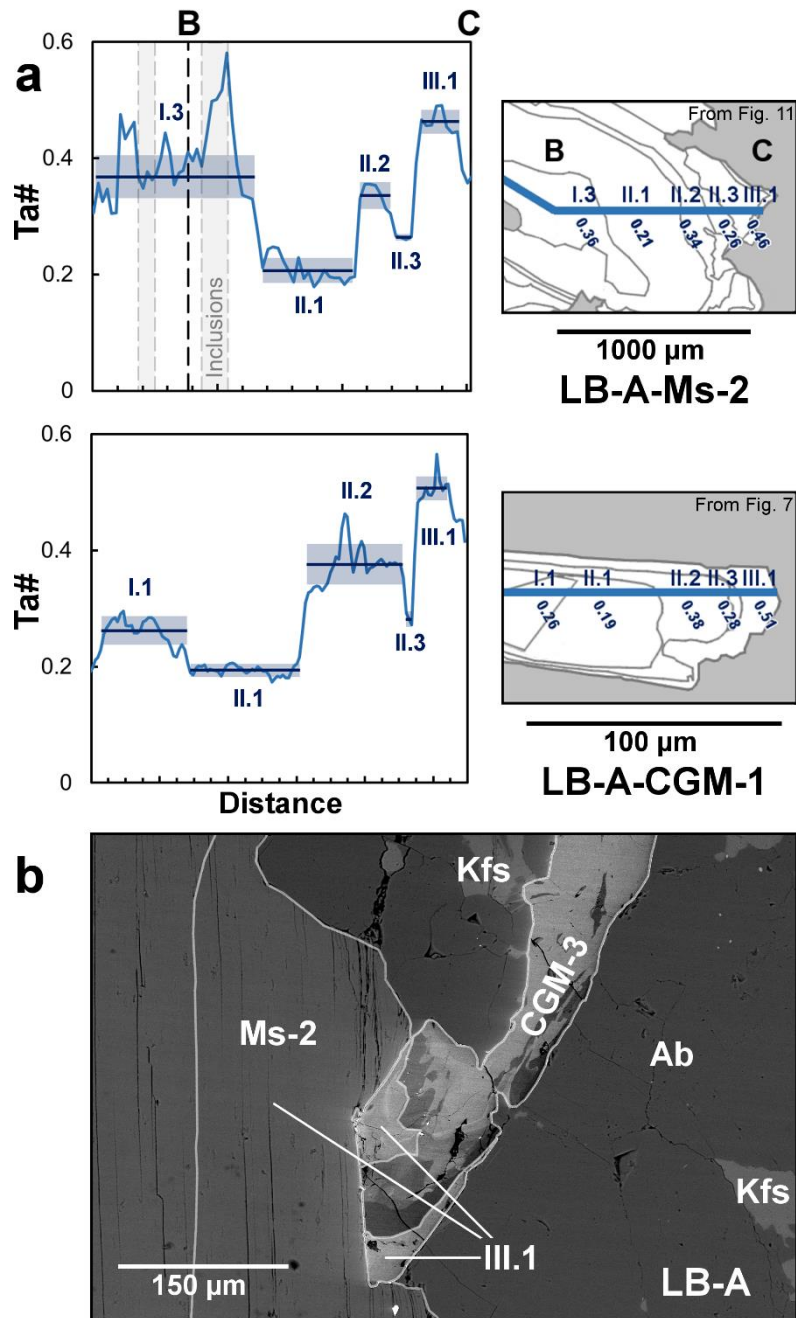 a
B
C
0.6
0.4
0.2
0
Ta#
I.3
II.1
II.2
II.3
III.1
Inclusions
From Fig. 11
B
C
I.3 II.1 II.2 II.3 III.1
0.36 0.21 0.34 0.26 0.46
1000 µm
LB-A-Ms-2
0.6
0.4
0.2
0
Ta#
I.1
II.1
II.2
II.3
III.1
Distance
From Fig. 7
I.1 II.1 II.2 II.3 III.1
0.26 0.19 0.38 0.28 0.51
100 µm
LB-A-CGM-1
b
Kfs
CGM-3
Ms-2
Ab
Kfs
III.1
150 µm
LB-A